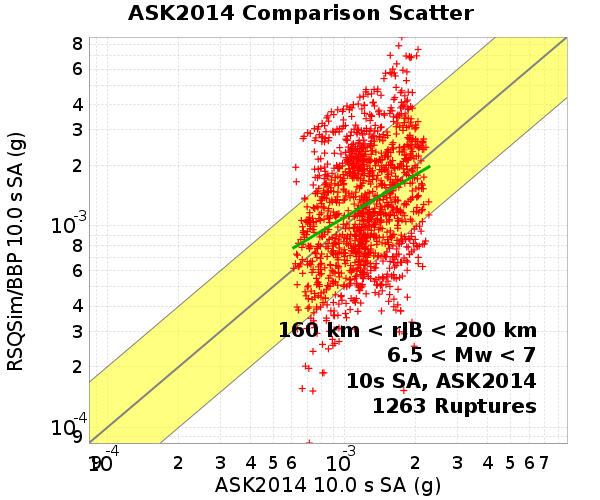 ASK2014 Comparison Scatter
RSQSim/BBP 10.0 s SA (g)
8
6
4
3
2
10^-3
8
6
4
3
2
10^-4
9
160 km < rJB < 200 km
6.5 < Mw < 7
10s SA, ASK2014
1263 Ruptures
9 10^-4 2 3 4 5 6 10^-3 2 3 4 5 6 7
ASK2014 10.0 s SA (g)